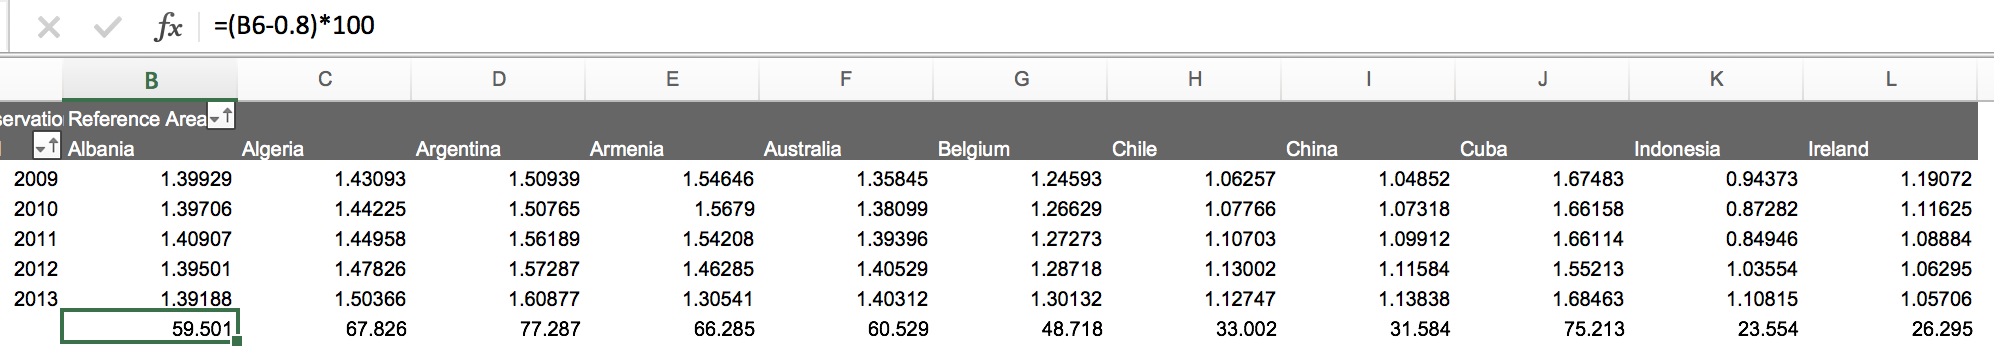 fx =(B6-0.8)*100
B C D E F G H I J K L
servatio Reference Area
Albania Algeria Argentina Armenia Australia Belgium Chile China Cuba Indonesia Ireland
2009 1.39929 1.43093 1.50939 1.54646 1.35845 1.24593 1.06257 1.04852 1.67483 0.94373 1.19072
2010 1.39706 1.44225 1.50765 1.5679 1.38099 1.26629 1.07766 1.07318 1.66158 0.87282 1.11625
2011 1.40907 1.44958 1.56189 1.54208 1.39396 1.27273 1.10703 1.09912 1.66114 0.84946 1.08884
2012 1.39501 1.47826 1.57287 1.46285 1.40529 1.28718 1.13002 1.11584 1.55213 1.03554 1.06295
2013 1.39188 1.50366 1.60877 1.30541 1.40312 1.30132 1.12747 1.13838 1.68463 1.10815 1.05706
59.501 67.826 77.287 66.285 60.529 48.718 33.002 31.584 75.213 23.554 26.295